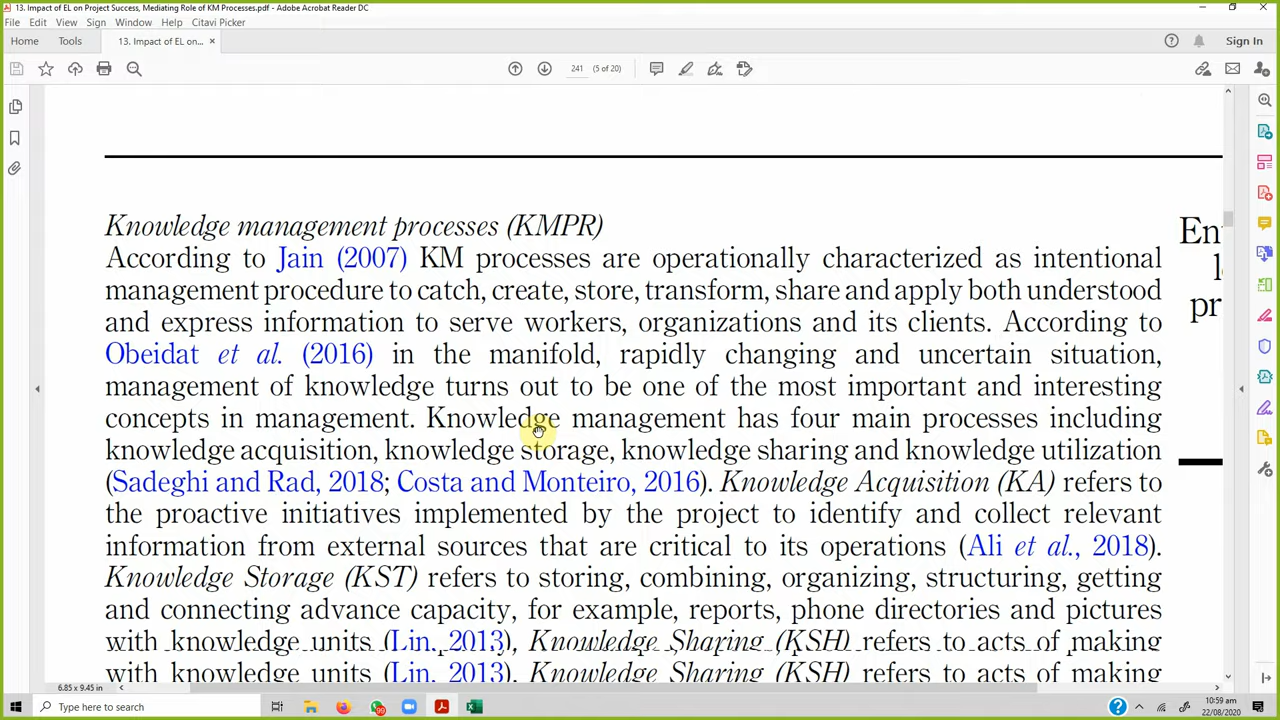 13. Impact of EL on Project Success, Mediating Role of KM Processes.pdf - Adobe Acrobat Reader DC
File Edit View Sign Window Help Citavi Picker
Home Tools 13. Impact of EL on... × Sign In
241 (5 of 20)
Knowledge management processes (KMPR)
According to Jain (2007) KM processes are operationally characterized as intentional
management procedure to catch, create, store, transform, share and apply both understood
and express information to serve workers, organizations and its clients. According to
Obeidat et al. (2016) in the manifold, rapidly changing and uncertain situation,
management of knowledge turns out to be one of the most important and interesting
concepts in management. Knowledge management has four main processes including
knowledge acquisition, knowledge storage, knowledge sharing and knowledge utilization
(Sadeghi and Rad, 2018; Costa and Monteiro, 2016). Knowledge Acquisition (KA) refers to
the proactive initiatives implemented by the project to identify and collect relevant
information from external sources that are critical to its operations (Ali et al., 2018).
Knowledge Storage (KST) refers to storing, combining, organizing, structuring, getting
and connecting advance capacity, for example, reports, phone directories and pictures
with knowledge units (Lin, 2013), Knowledge Sharing (KSH) refers to acts of making
with knowledge units (Lin, 2013), Knowledge Sharing (KSH) refers to acts of making
En
pr
6.85 x 9.45 in
Type here to search
99
10:59 am
22/08/2020